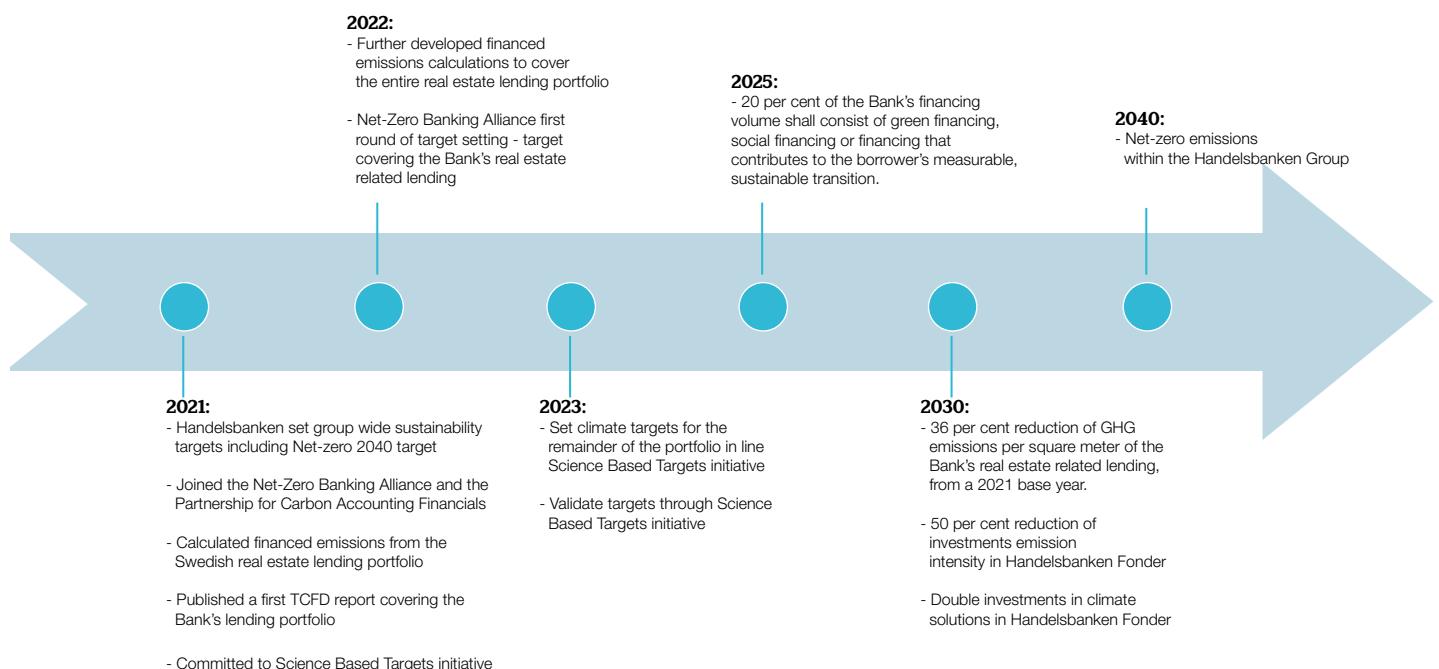 2022:
- Further developed financed
emissions calculations to cover
the entire real estate lending portfolio
- Net-Zero Banking Alliance first
round of target setting - target
covering the Bank's real estate
related lending
2025:
- 20 per cent of the Bank's financing
volume shall consist of green financing,
social financing or financing that
contributes to the borrower's measurable,
sustainable transition.
2040:
- Net-zero emissions
within the Handelsbanken Group
2021:
- Handelsbanken set group wide sustainability
targets including Net-zero 2040 target
- Joined the Net-Zero Banking Alliance and the
Partnership for Carbon Accounting Financials
- Calculated financed emissions from the
Swedish real estate lending portfolio
- Published a first TCFD report covering the
Bank's lending portfolio
- Committed to Science Based Targets initiative
2023:
- Set climate targets for the
remainder of the portfolio in line
Science Based Targets initiative
- Validate targets through Science
Based Targets initiative
2030:
- 36 per cent reduction of GHG
emissions per square meter of the
Bank's real estate related lending,
from a 2021 base year.
- 50 per cent reduction of
investments emission
intensity in Handelsbanken Fonder
- Double investments in climate
solutions in Handelsbanken Fonder